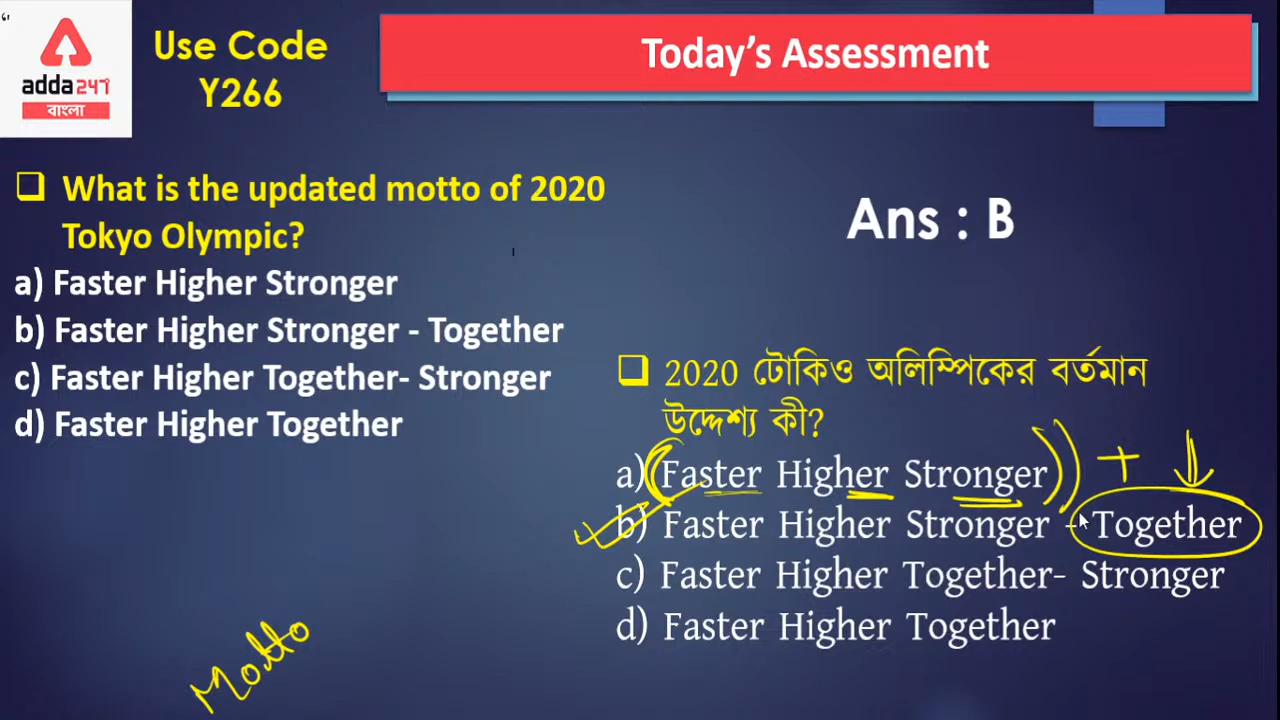 adda247
বাংলা
Use Code
Y266
Today's Assessment
What is the updated motto of 2020
Tokyo Olympic?
a) Faster Higher Stronger
b) Faster Higher Stronger - Together
c) Faster Higher Together- Stronger
d) Faster Higher Together
Ans : B
2020 টোকিও অলিম্পিকের বর্তমান
উদ্দেশ্য কী?
a) Faster Higher Stronger +
b) Faster Higher Stronger - Together
c) Faster Higher Together- Stronger
d) Faster Higher Together
Motto